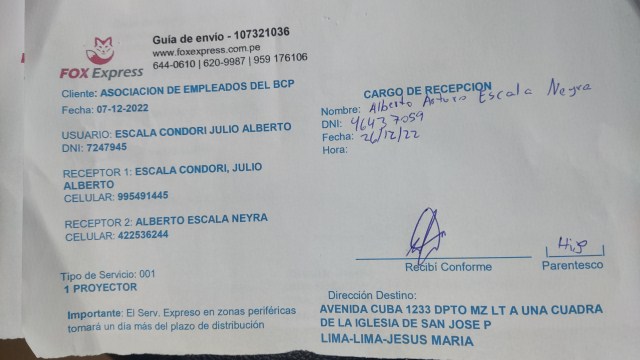 FOX Express
Guía de envio - 107321036
www.foxexpress.com.pe
644-0610 | 620-9987 | 959 176106
Cliente: ASOCIACION DE EMPLEADOS DEL BCP
Fecha: 07-12-2022
USUARIO: ESCALA CONDORI JULIO ALBERTO
DNI: 7247945
RECEPTOR 1: ESCALA CONDORI, JULIO
ALBERTO
CELULAR: 995491445
RECEPTOR 2: ALBERTO ESCALA NEYRA
CELULAR: 422536244
Tipo de Servicio: 001
1 PROYECTOR
Importante: El Serv. Expreso en zonas periféricas
tomará un día más del plazo de distribución
CARGO DE RECEPCION
Nombre: Alberto Arturo Escala Neyra
DNI: 46437059
Fecha: 26/12/22
Hora:
Recibí Conforme
Hijo
Parentesco
Dirección Destino:
AVENIDA CUBA 1233 DPTO MZ LT A UNA CUADRA
DE LA IGLESIA DE SAN JOSE P
LIMA-LIMA-JESUS MARIA